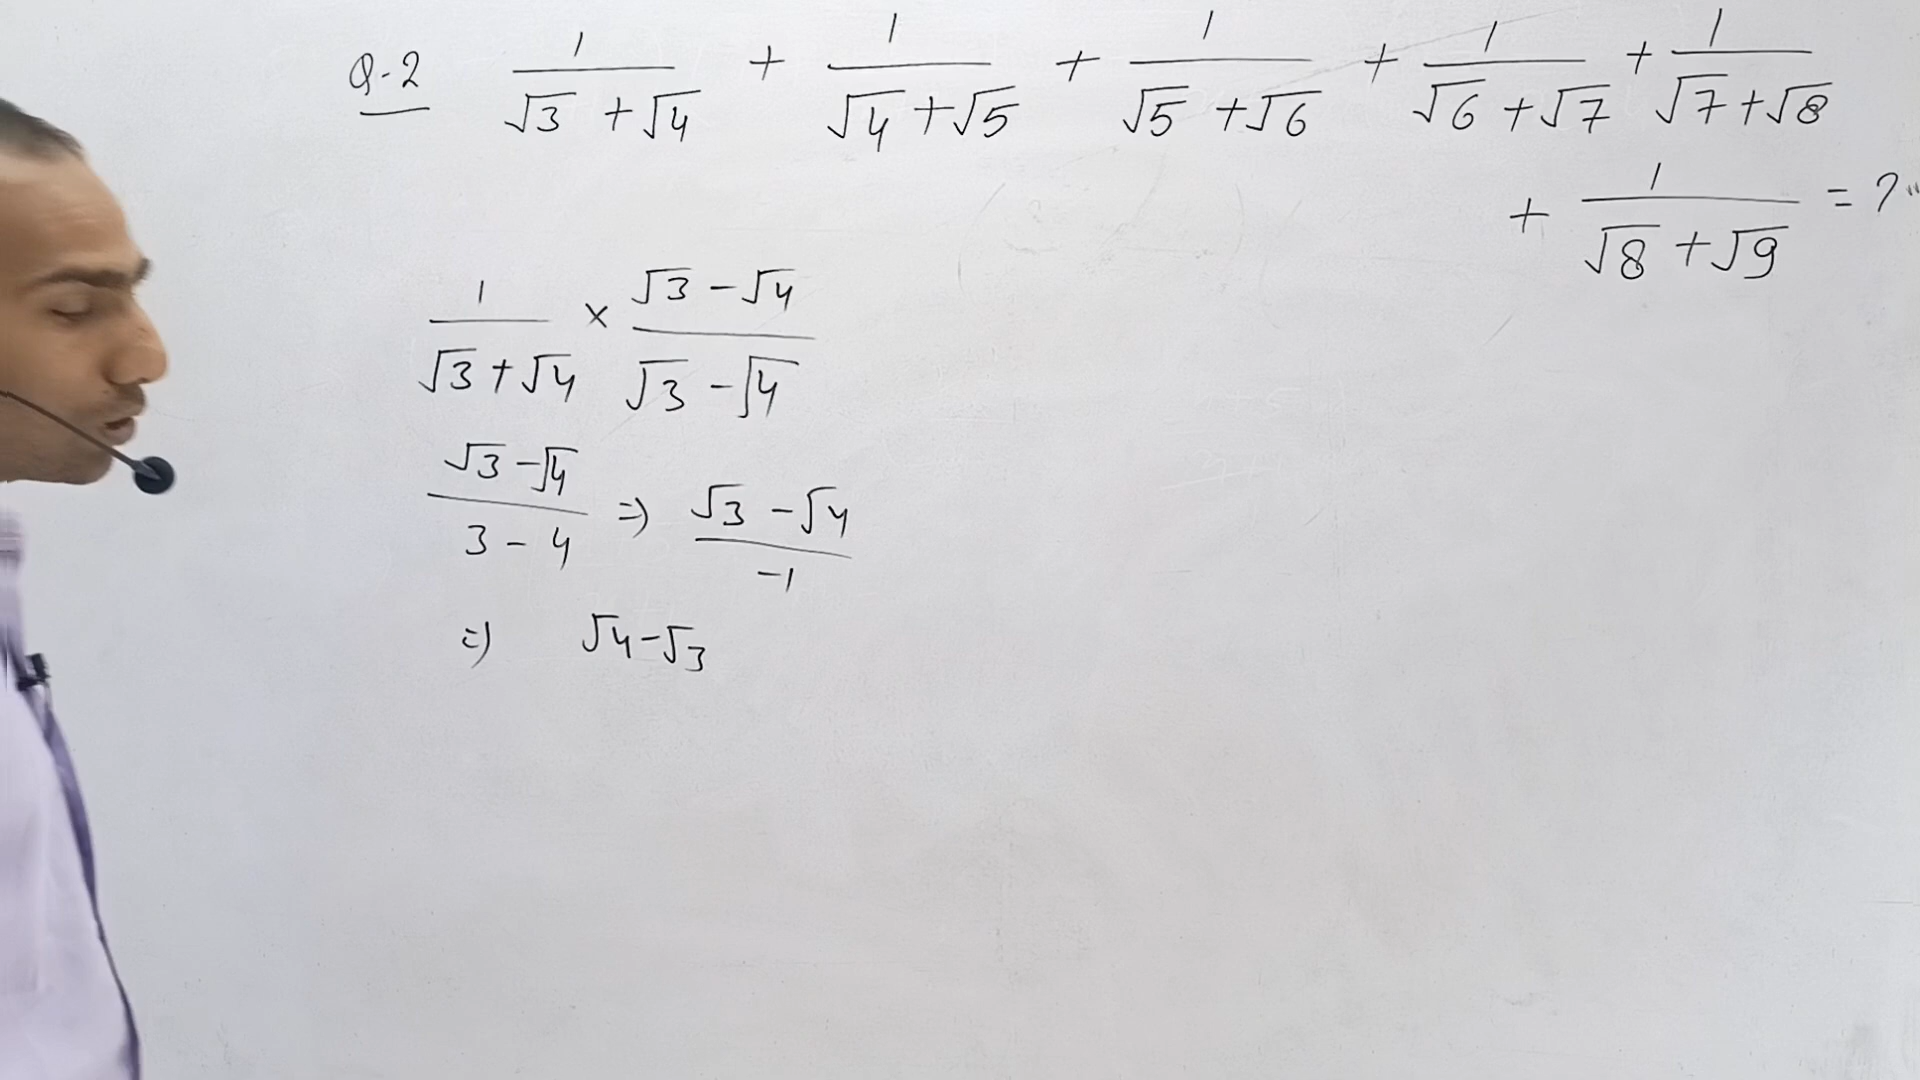 Q-2 1/(√3 + √4) + 1/(√4 + √5) + 1/(√5 + √6) + 1/(√6 + √7) + 1/(√7 + √8)
+ 1/(√8 + √9) = ?
1/(√3 + √4) × (√3 - √4)/(√3 - √4)
(√3 - √4)/(3 - 4) ⇒ (√3 - √4)/-1
⇒ √4 - √3